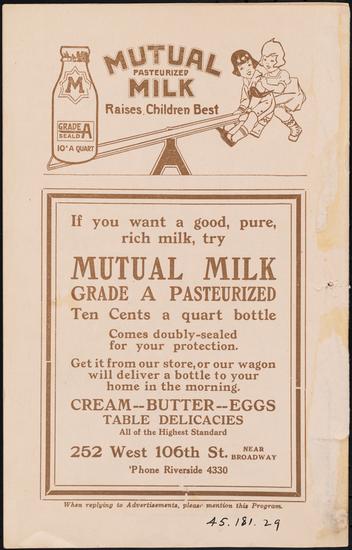 MUTUAL
PASTEURIZED
MILK
Raises Children Best
M
GRADE A
SEALD
10¢ A QUART
If you want a good, pure,
rich milk, try
MUTUAL MILK
GRADE A PASTEURIZED
Ten Cents a quart bottle
Comes doubly-sealed
for your protection.
Get it from our store, or our wagon
will deliver a bottle to your
home in the morning.
CREAM--BUTTER--EGGS
TABLE DELICACIES
All of the Highest Standard
252 West 106th St. NEAR BROADWAY
'Phone Riverside 4330
When replying to Advertisements, please mention this Program.
45.181.29